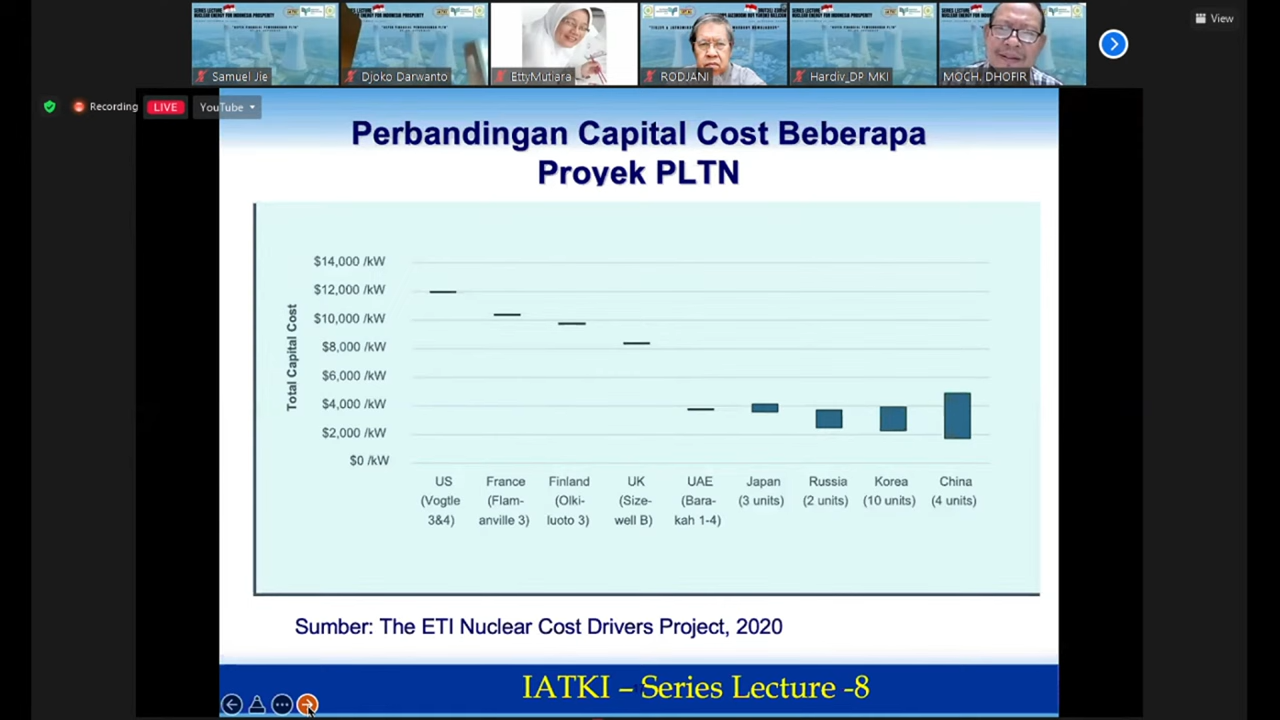 View
Samuel Jie
Djoko Darwanto
EttyMutiara
RODJANI
Hardiv_DP MKI
MOCH. DHOFIR
Recording
LIVE
YouTube
Perbandingan Capital Cost Beberapa
Proyek PLTN
Total Capital Cost
$14,000 /kW
$12,000 /kW
$10,000 /kW
$8,000 /kW
$6,000 /kW
$4,000 /kW
$2,000 /kW
$0 /kW
US
(Vogtle
3&4)
France
(Flam-
anville 3)
Finland
(Olki-
luoto 3)
UK
(Size-
well B)
UAE
(Bara-
kah 1-4)
Japan
(3 units)
Russia
(2 units)
Korea
(10 units)
China
(4 units)
Sumber: The ETI Nuclear Cost Drivers Project, 2020
IATKI – Series Lecture -8